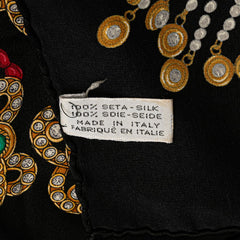 100% SETA-SILK
100% SOIE-SEIDE
MADE IN ITALY
FABRIQUÉ EN ITALIE